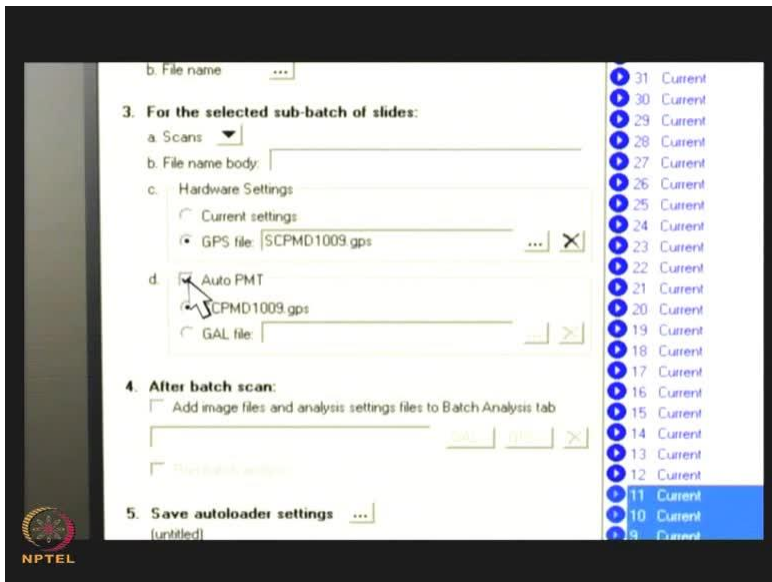 b. File name ...
3. For the selected sub-batch of slides:
a. Scans
b. File name body:
c. Hardware Settings
Current settings
GPS file: SCPMD1009.gps ...
d. Auto PMT
SCPMD1009.gps
GAL file:
4. After batch scan:
Add image files and analysis settings files to Batch Analysis tab
5. Save autoloader settings ...
(untitled)
31 Current
30 Current
29 Current
28 Current
27 Current
26 Current
25 Current
24 Current
23 Current
22 Current
21 Current
20 Current
19 Current
18 Current
17 Current
16 Current
15 Current
14 Current
13 Current
12 Current
11 Current
10 Current
9 Current
NPTEL